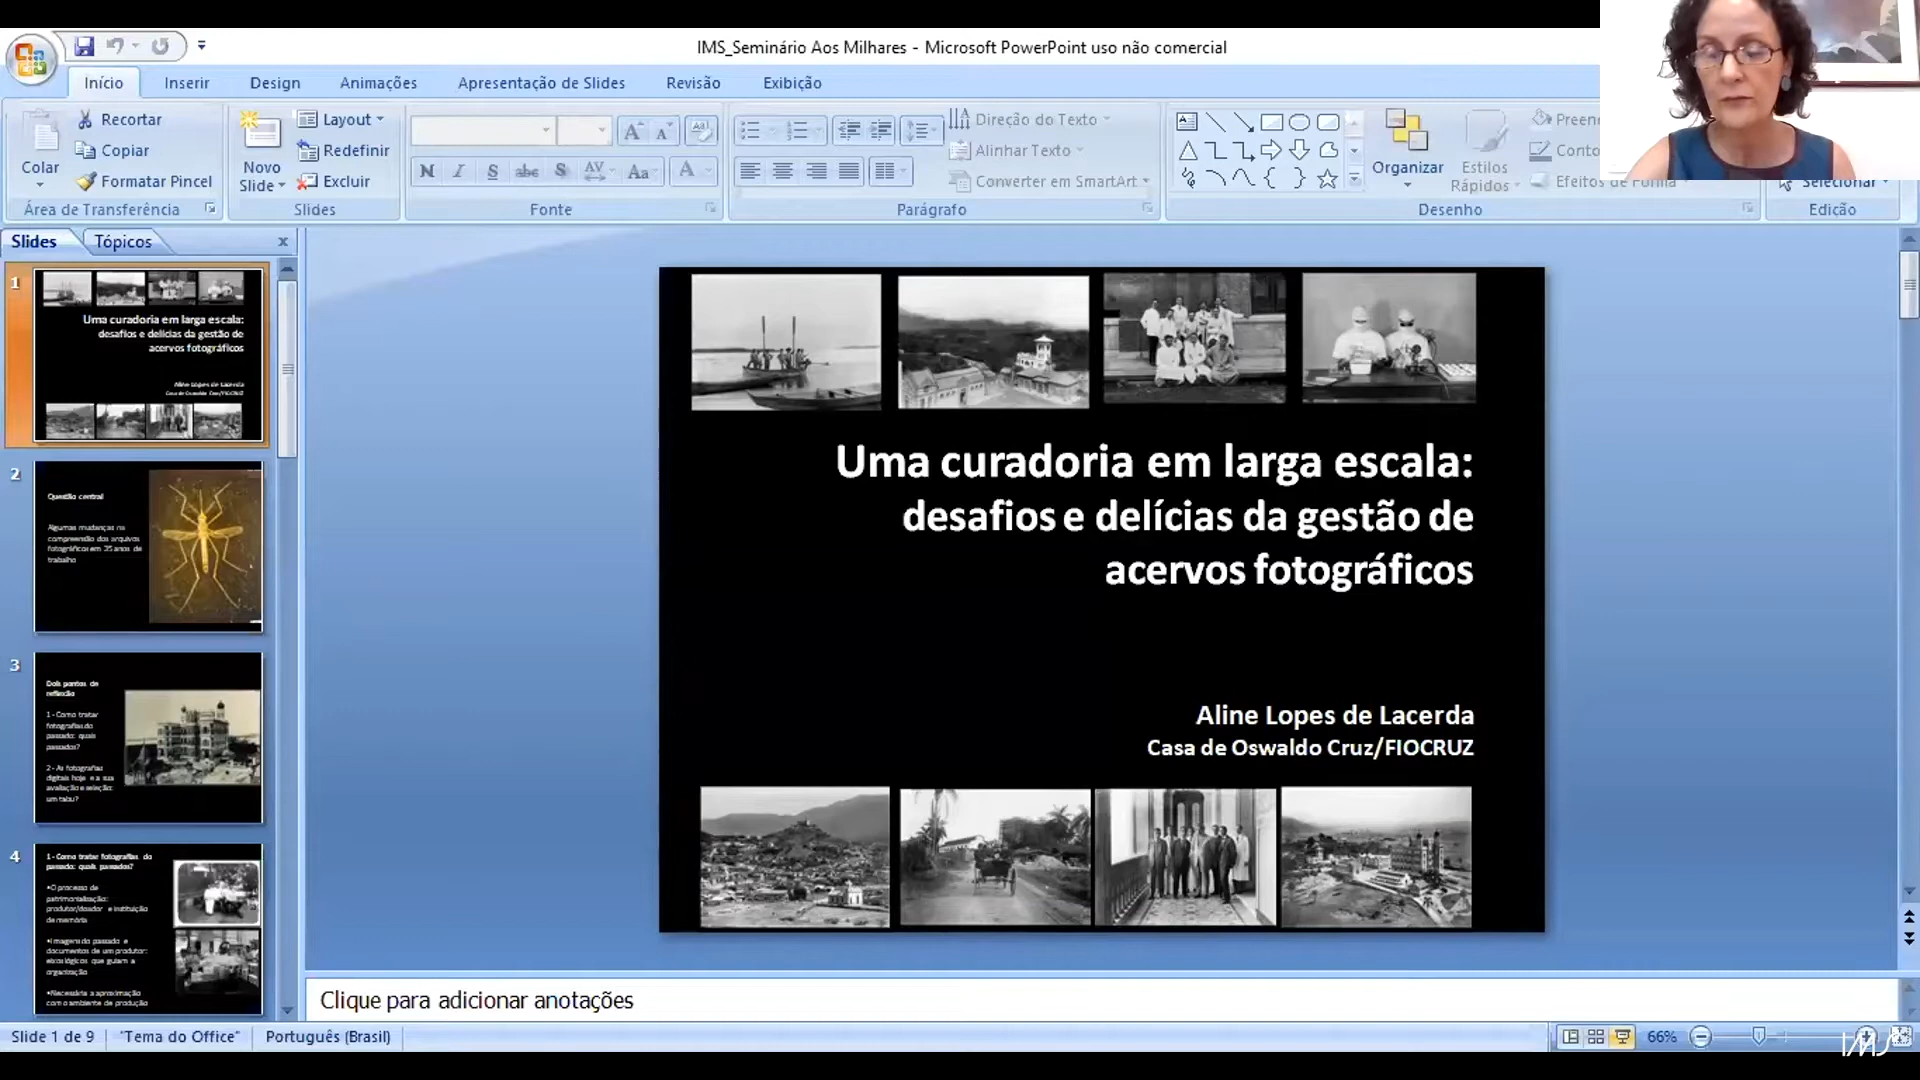 IMS_Seminário Aos Milhares - Microsoft PowerPoint uso não comercial
Início Inserir Design Animações Apresentação de Slides Revisão Exibição
Colar
Recortar
Copiar
Formatar Pincel
Área de Transferência
Novo
Slide
Layout
Redefinir
Excluir
Slides
Fonte
Direção do Texto
Alinhar Texto
Converter em SmartArt
Parágrafo
Organizar
Estilos
Rápidos
Efeitos de Forma
Desenho
Selecionar
Edição
Slides Tópicos
1
Uma curadoria em larga escala:
desafios e delícias da gestão de
acervos fotográficos
Aline Lopes de Lacerda
Casa de Oswaldo Cruz/FIOCRUZ
2
Questão central
Algumas mudanças na
compreensão dos arquivos
fotográficos em 25 anos de
trabalho
3
Dois pontos de
reflexão
1 - Como tratar
fotografias do
passado: quais
passados?
2 - As fotografias
digitais hoje e a sua
avaliação e seleção:
um tabu?
4
1 - Como tratar fotografias do
passado: quais passados?
•O processo de
patrimonialização:
produtor/doador e instituição
de memória
•Imagens do passado e
documentos de um produtor:
eixos lógicos que guiam a
organização
•Necessária a aproximação
com o ambiente de produção
Uma curadoria em larga escala:
desafios e delícias da gestão de
acervos fotográficos
Aline Lopes de Lacerda
Casa de Oswaldo Cruz/FIOCRUZ
Clique para adicionar anotações
Slide 1 de 9 "Tema do Office" Português (Brasil) 66%
IMS